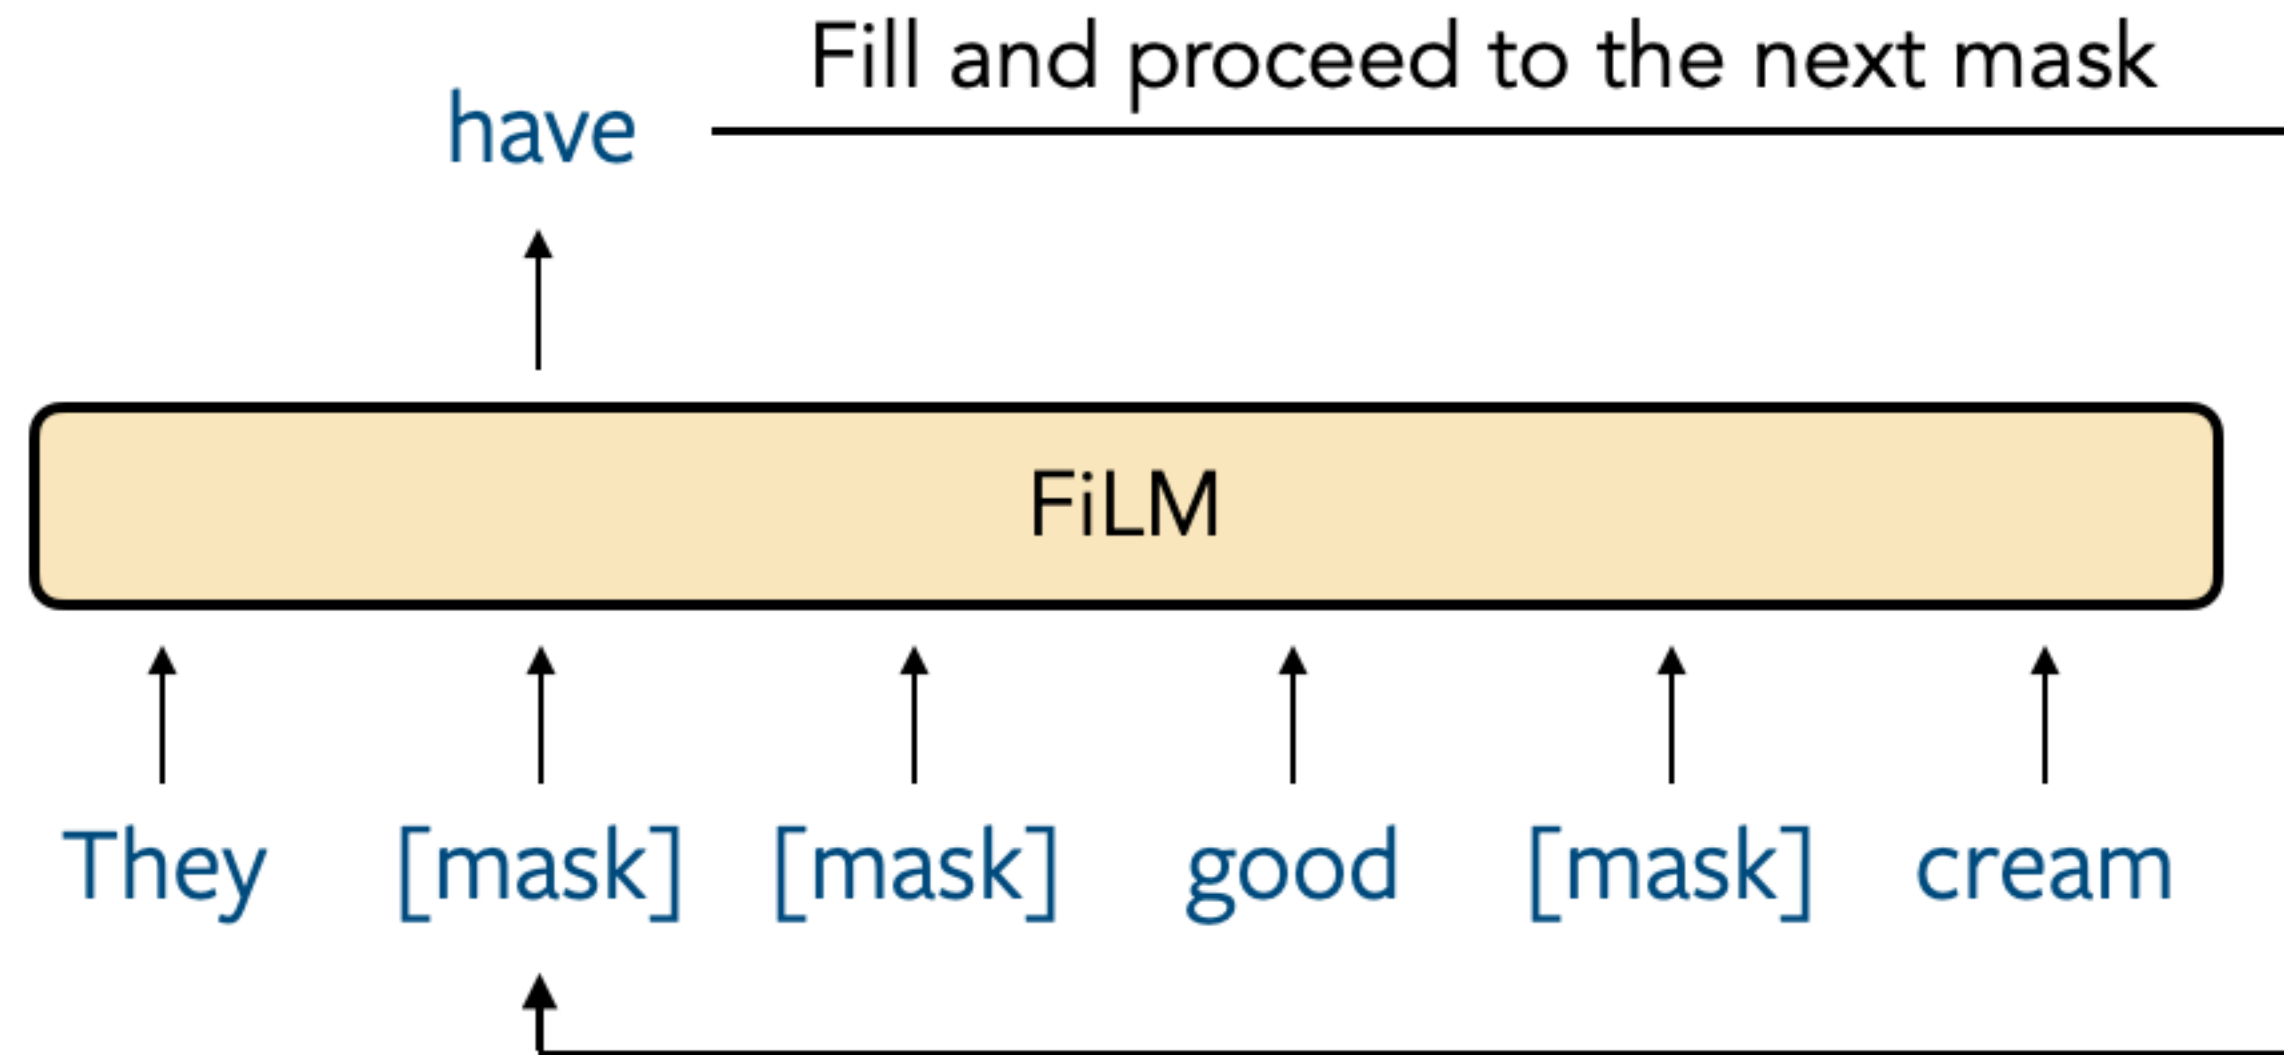 Fill and proceed to the next mask
have
FiLM
They [mask] [mask] good [mask] cream